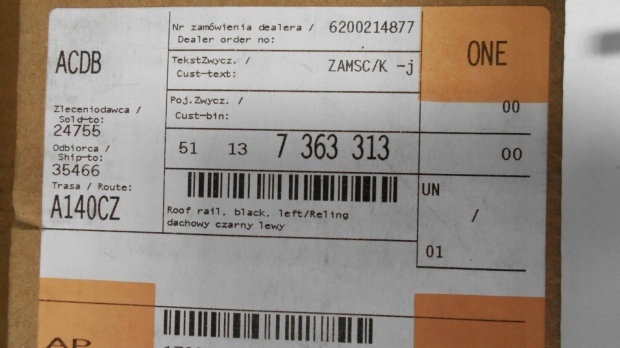 ACDB
Nr zamówienia dealera / 6200214877
Dealer order no:
ONE
TekstZwycz. / ZAMSC/K -j
Cust-text:
Poj.Zwycz. /
Cust-bin:
00
Zleceniodawca /
Sold-to:
24755
Odbiorca /
Ship-to:
35466
Trasa / Route:
A140CZ
51 13 7 363 313
00
Roof rail, black, left/Reling
dachowy czarny lewy
UN
/
01
AP